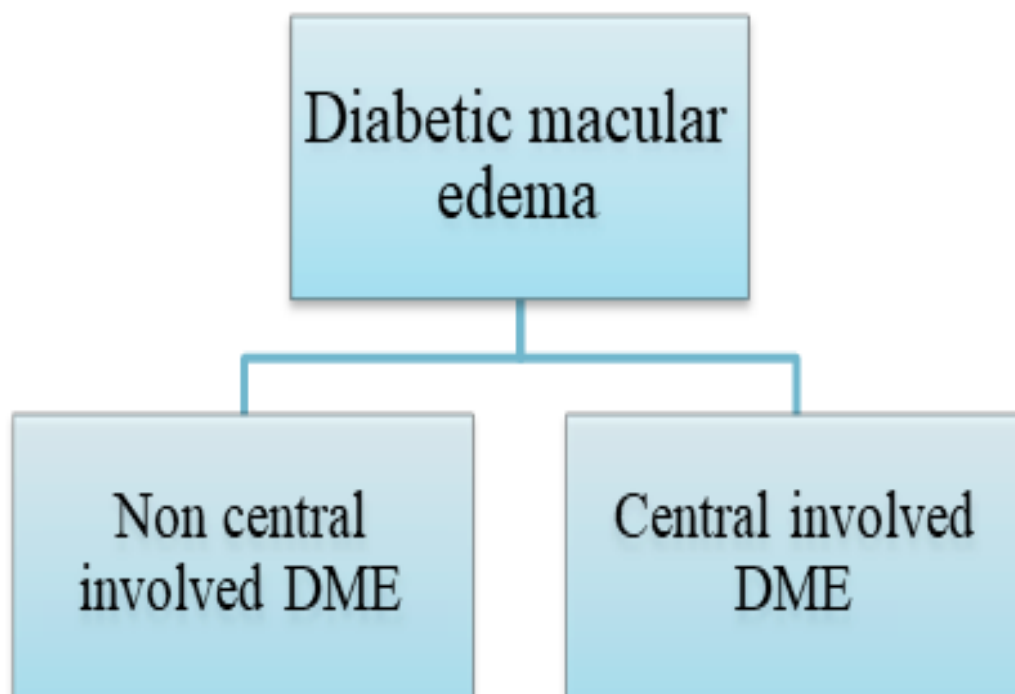 Diabetic macular
edema
Non central
involved DME
Central involved
DME